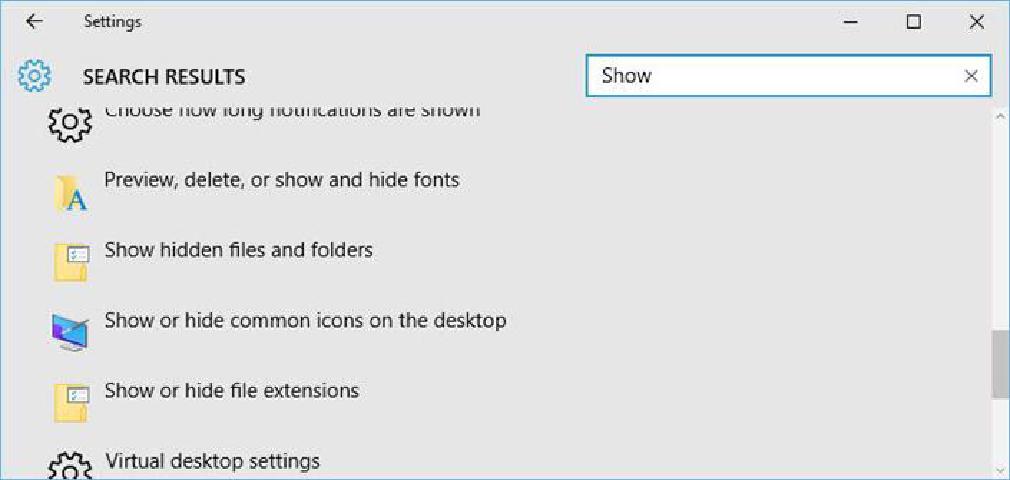 Settings
SEARCH RESULTS
Show
Choose how long notifications are shown
Preview, delete, or show and hide fonts
Show hidden files and folders
Show or hide common icons on the desktop
Show or hide file extensions
Virtual desktop settings